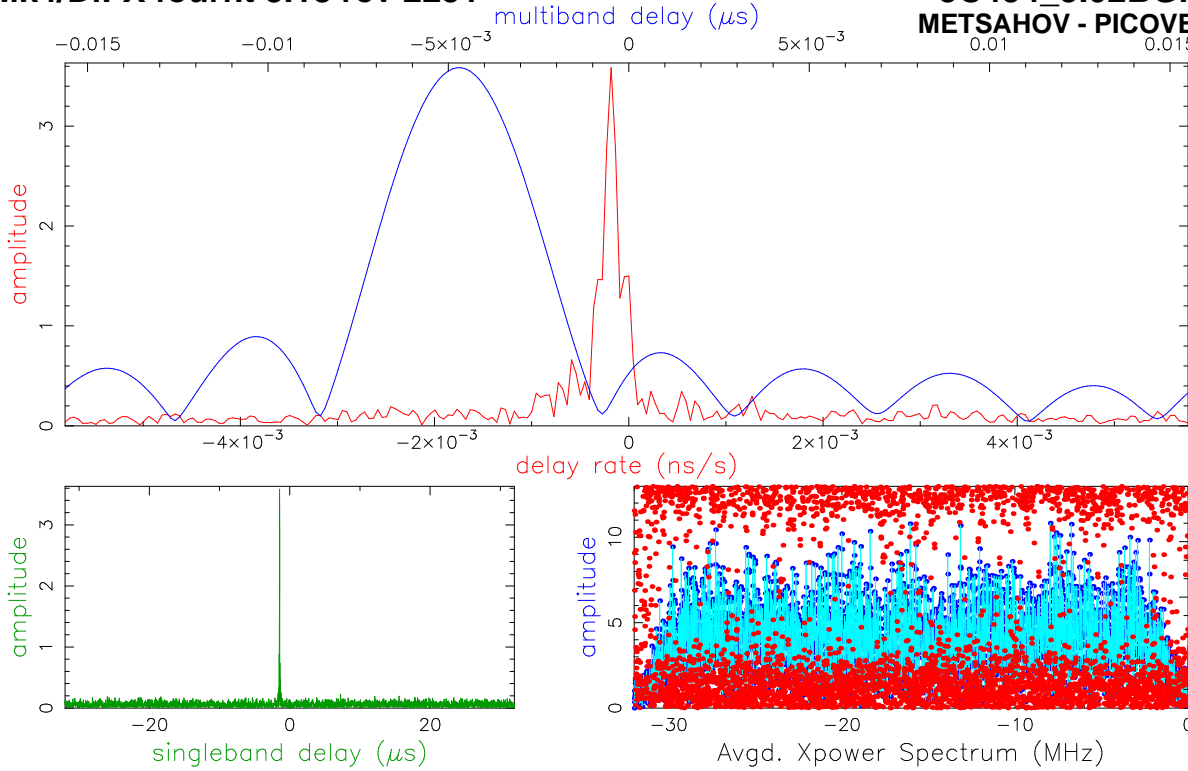 multiband delay (μs)
METSAHOV - PICOVE
−0.015 −0.01 −5×10⁻³ 0 5×10⁻³ 0.01 0.015
amplitude
3
2
1
0
−4×10⁻³ −2×10⁻³ 0 2×10⁻³ 4×10⁻³
delay rate (ns/s)
amplitude
3
2
1
0
−20 0 20
singleband delay (μs)
amplitude
10
5
0
−30 −20 −10 0
Avgd. Xpower Spectrum (MHz)